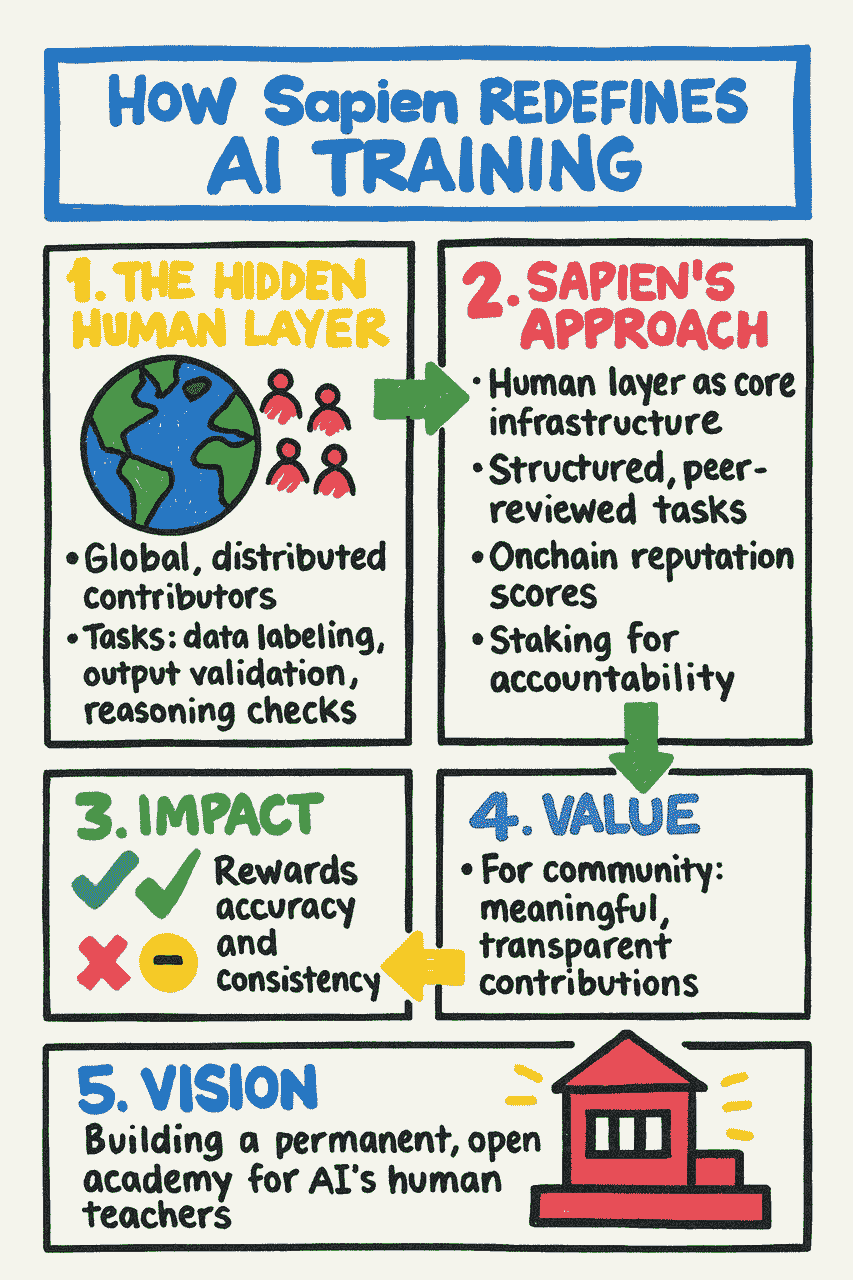 How Sapien REDEFINES
AI TRAINING
1. THE HIDDEN
HUMAN LAYER
• Global, distributed
contributors
• Tasks: data labeling,
output validation,
reasoning checks
2. SAPIEN'S
APPROACH
• Human layer as core
infrastructure
• Structured, peer-
reviewed tasks
• Onchain reputation
scores
• Staking for
accountability
3. IMPACT
Rewards
accuracy
and
consistency
4. VALUE
• For community:
meaningful,
transparent
contributions
5. VISION
Building a permanent, open
academy for AI's human
teachers